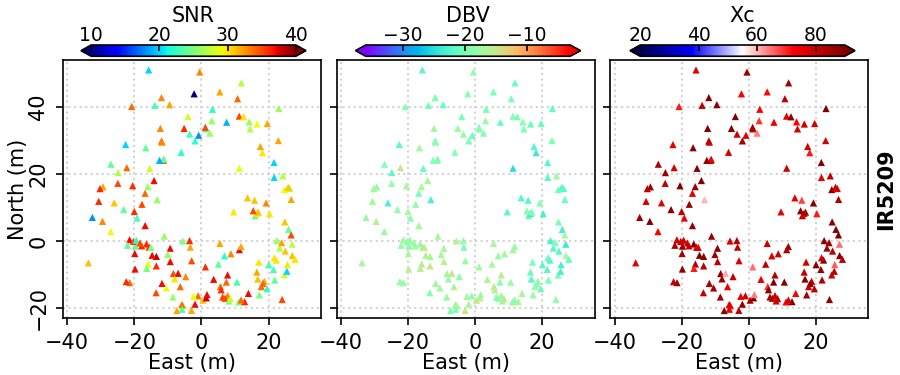 SNR DBV Xc
10 20 30 40 −30 −20 −10 20 40 60 80
40
20
0
−20
North (m)
IR5209
−40 −20 0 20 −40 −20 0 20 −40 −20 0 20
East (m) East (m) East (m)